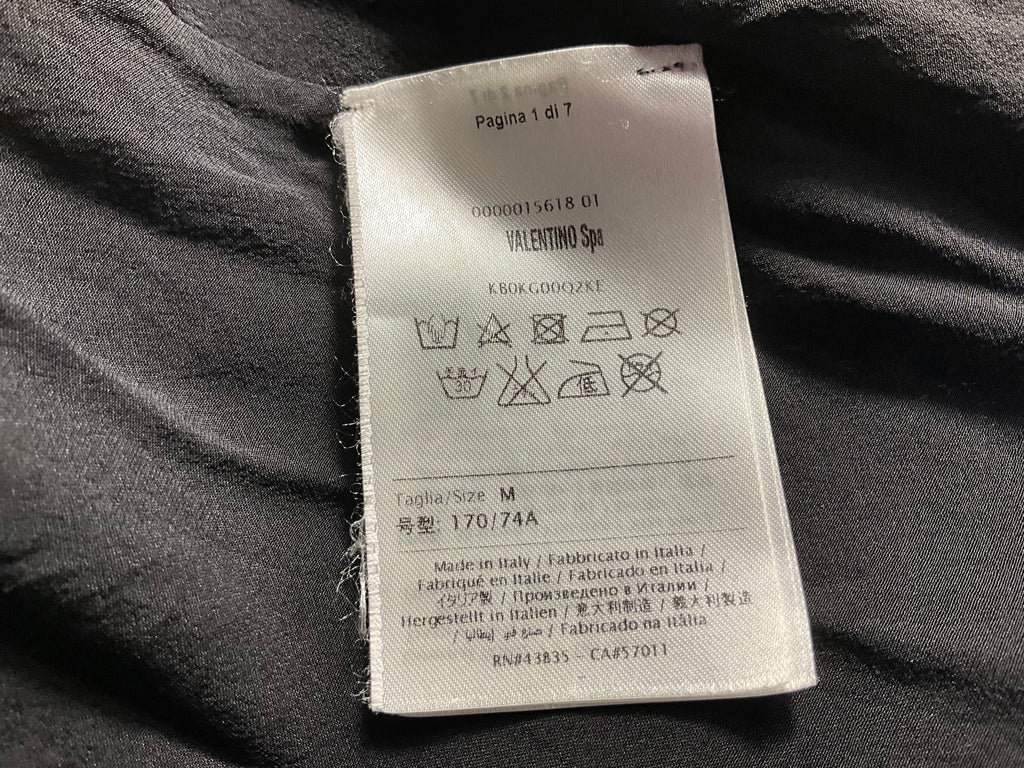 Pagina 1 di 7
0000015618 01
VALENTINO Spa
KB0KG00Q2KE
30
低
Taglia/Size M
号型: 170/74A
Made in Italy / Fabbricato in Italia /
Fabriqué en Italie / Fabricado en Italia /
イタリア製 / Произведено в Италии /
Hergestellt in Italien / 意大利制造 / 義大利製造
/ صنع في إيطاليا / Fabricado na Itália
RN#43835 - CA#57011